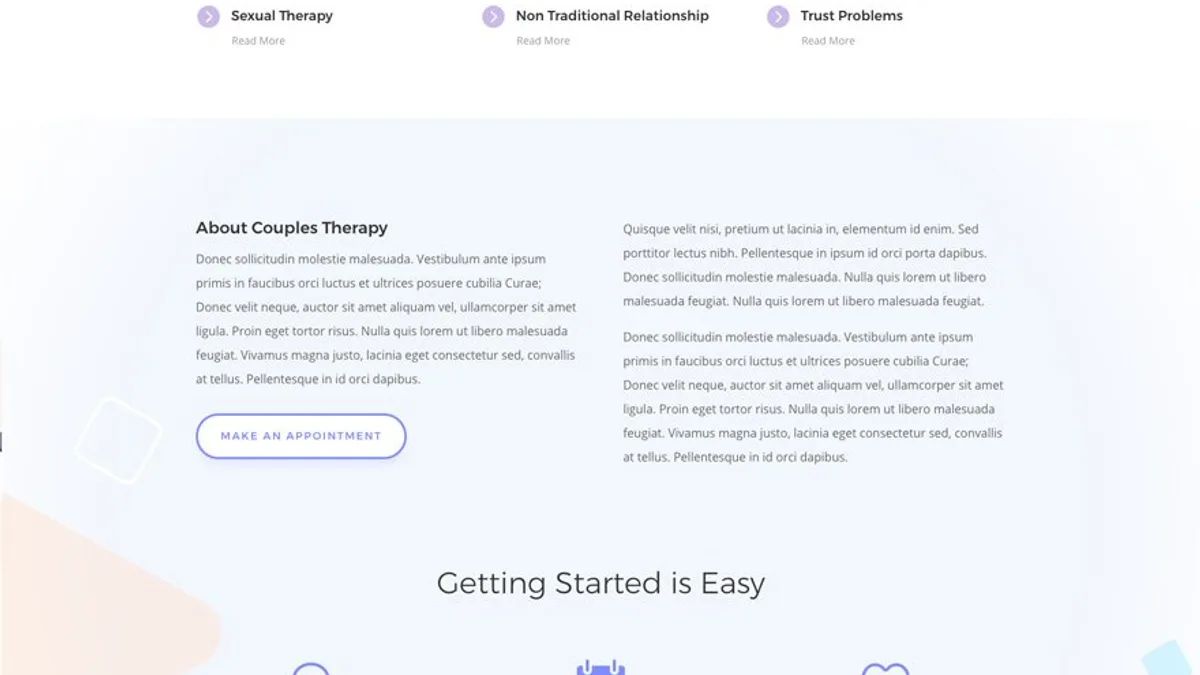 Sexual Therapy
Read More
Non Traditional Relationship
Read More
Trust Problems
Read More
About Couples Therapy
Donec sollicitudin molestie malesuada. Vestibulum ante ipsum
primis in faucibus orci luctus et ultrices posuere cubilia Curae;
Donec velit neque, auctor sit amet aliquam vel, ullamcorper sit amet
ligula. Proin eget tortor risus. Nulla quis lorem ut libero malesuada
feugiat. Vivamus magna justo, lacinia eget consectetur sed, convallis
at tellus. Pellentesque in id orci dapibus.
MAKE AN APPOINTMENT
Quisque velit nisi, pretium ut lacinia in, elementum id enim. Sed
porttitor lectus nibh. Pellentesque in ipsum id orci porta dapibus.
Donec sollicitudin molestie malesuada. Nulla quis lorem ut libero
malesuada feugiat. Nulla quis lorem ut libero malesuada feugiat.
Donec sollicitudin molestie malesuada. Vestibulum ante ipsum
primis in faucibus orci luctus et ultrices posuere cubilia Curae;
Donec velit neque, auctor sit amet aliquam vel, ullamcorper sit amet
ligula. Proin eget tortor risus. Nulla quis lorem ut libero malesuada
feugiat. Vivamus magna justo, lacinia eget consectetur sed, convallis
at tellus. Pellentesque in id orci dapibus.
Getting Started is Easy